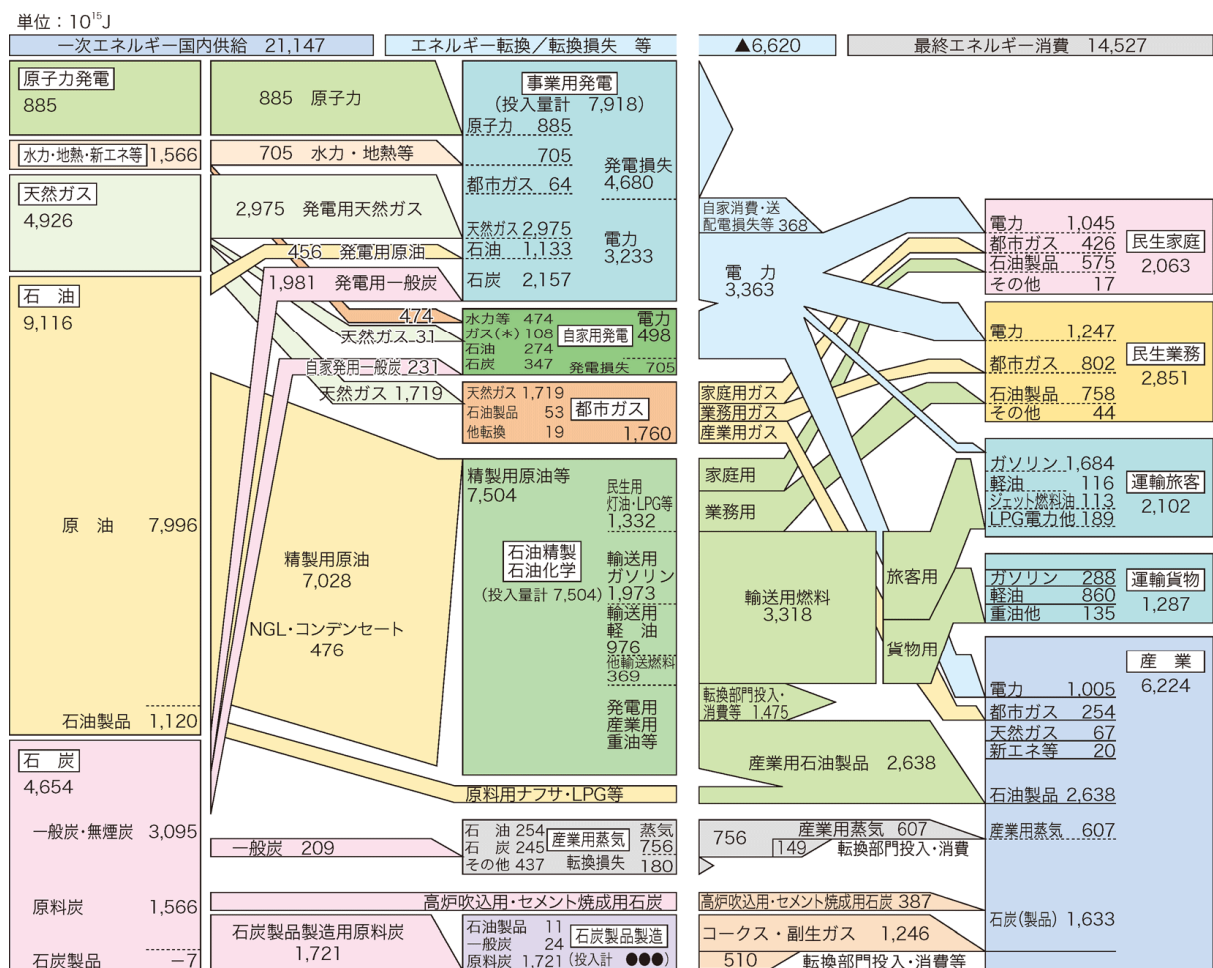 単位：10¹⁵J
一次エネルギー国内供給 21,147
エネルギー転換／転換損失 等
▲6,620
最終エネルギー消費 14,527
原子力発電
885
水力・地熱・新エネ等 1,566
天然ガス
4,926
石 油
9,116
原 油 7,996
石油製品 1,120
石 炭
4,654
一般炭・無煙炭 3,095
原料炭 1,566
石炭製品 −7
885 原子力
705 水力・地熱等
2,975 発電用天然ガス
456 発電用原油
1,981 発電用一般炭
474
天然ガス 31
自家発用一般炭 231
天然ガス 1,719
精製用原油
7,028
NGL・コンデンセート
476
一般炭 209
高炉吹込用・セメント焼成用石炭
石炭製品製造用原料炭
1,721
事業用発電
(投入量計 7,918)
原子力 885
705
都市ガス 64
天然ガス 2,975
石油 1,133
石炭 2,157
発電損失
4,680
電力
3,233
水力等 474
ガス(*) 108
石油 274
石炭 347
自家用発電
電力
498
発電損失 705
天然ガス 1,719
石油製品 53
他転換 19
都市ガス
1,760
精製用原油等
7,504
石油精製
石油化学
(投入量計 7,504)
民生用
灯油・LPG等
1,332
輸送用
ガソリン
1,973
輸送用
軽 油
976
他輸送燃料
369
発電用
産業用
重油等
原料用ナフサ・LPG等
石 油 254
石 炭 245
その他 437
産業用蒸気
蒸気
756
転換損失 180
石油製品 11
一般炭 24
原料炭 1,721
石炭製品製造
(投入計 ●●●)
自家消費・送
配電損失等 368
電 力
3,363
家庭用ガス
業務用ガス
産業用ガス
家庭用
業務用
輸送用燃料
3,318
旅客用
貨物用
転換部門投入・
消費等 1,475
産業用石油製品 2,638
756
産業用蒸気 607
149 転換部門投入・消費
高炉吹込用・セメント焼成用石炭 387
コークス・副生ガス 1,246
510 転換部門投入・消費等
電力 1,045
都市ガス 426
石油製品 575
その他 17
民生家庭
2,063
電力 1,247
都市ガス 802
石油製品 758
その他 44
民生業務
2,851
ガソリン 1,684
軽油 116
ジェット燃料油 113
LPG電力他 189
運輸旅客
2,102
ガソリン 288
軽油 860
重油他 135
運輸貨物
1,287
産 業
6,224
電力 1,005
都市ガス 254
天然ガス 67
新エネ等 20
石油製品 2,638
産業用蒸気 607
石炭(製品) 1,633